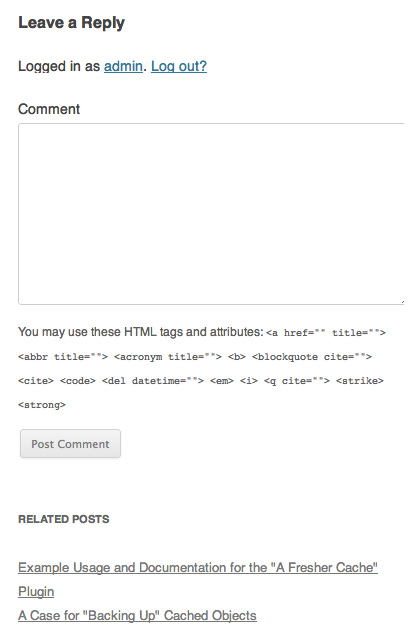 Leave a Reply
Logged in as admin. Log out?
Comment
You may use these HTML tags and attributes: <a href="" title="">
<abbr title=""> <acronym title=""> <b> <blockquote cite="">
<cite> <code> <del datetime=""> <em> <i> <q cite=""> <strike>
<strong>
Post Comment
RELATED POSTS
Example Usage and Documentation for the "A Fresher Cache"
Plugin
A Case for "Backing Up" Cached Objects